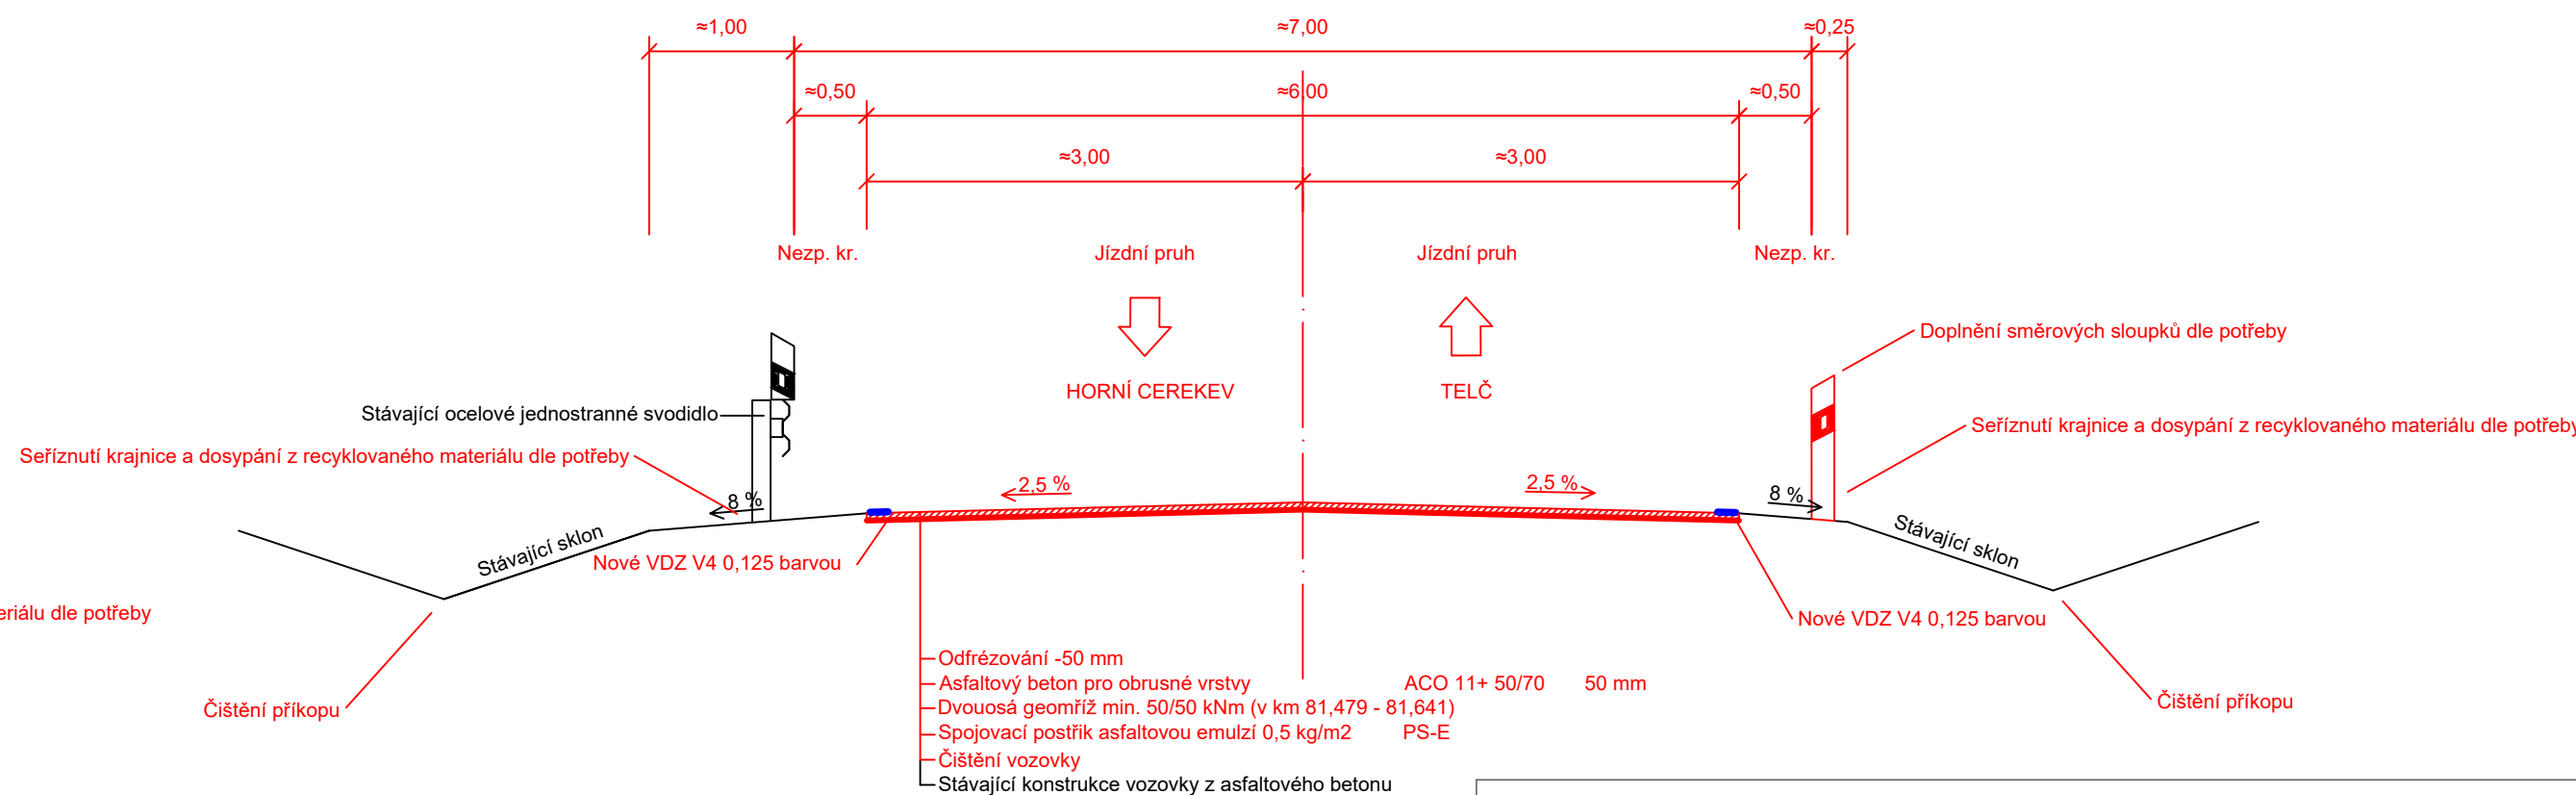 ≈1,00
≈7,00
≈0,25
≈0,50
≈6,00
≈0,50
≈3,00
≈3,00
Nezp. kr.
Jízdní pruh
Jízdní pruh
Nezp. kr.
Doplnění směrových sloupků dle potřeby
HORNÍ CEREKEV
TELČ
Stávající ocelové jednostranné svodidlo
Seříznutí krajnice a dosypání z recyklovaného materiálu dle potřeby
Seříznutí krajnice a dosypání z recyklovaného materiálu dle potřeby
8 %
2,5 %
2,5 %
8 %
Stávající sklon
Stávající sklon
Nové VDZ V4 0,125 barvou
eriálu dle potřeby
Nové VDZ V4 0,125 barvou
Odfrézování -50 mm
Asfaltový beton pro obrusné vrstvy ACO 11+ 50/70 50 mm
Dvouosá geomříž min. 50/50 kNm (v km 81,479 - 81,641)
Spojovací postřik asfaltovou emulzí 0,5 kg/m2 PS-E
Čištění vozovky
Stávající konstrukce vozovky z asfaltového betonu
Čištění příkopu
Čištění příkopu